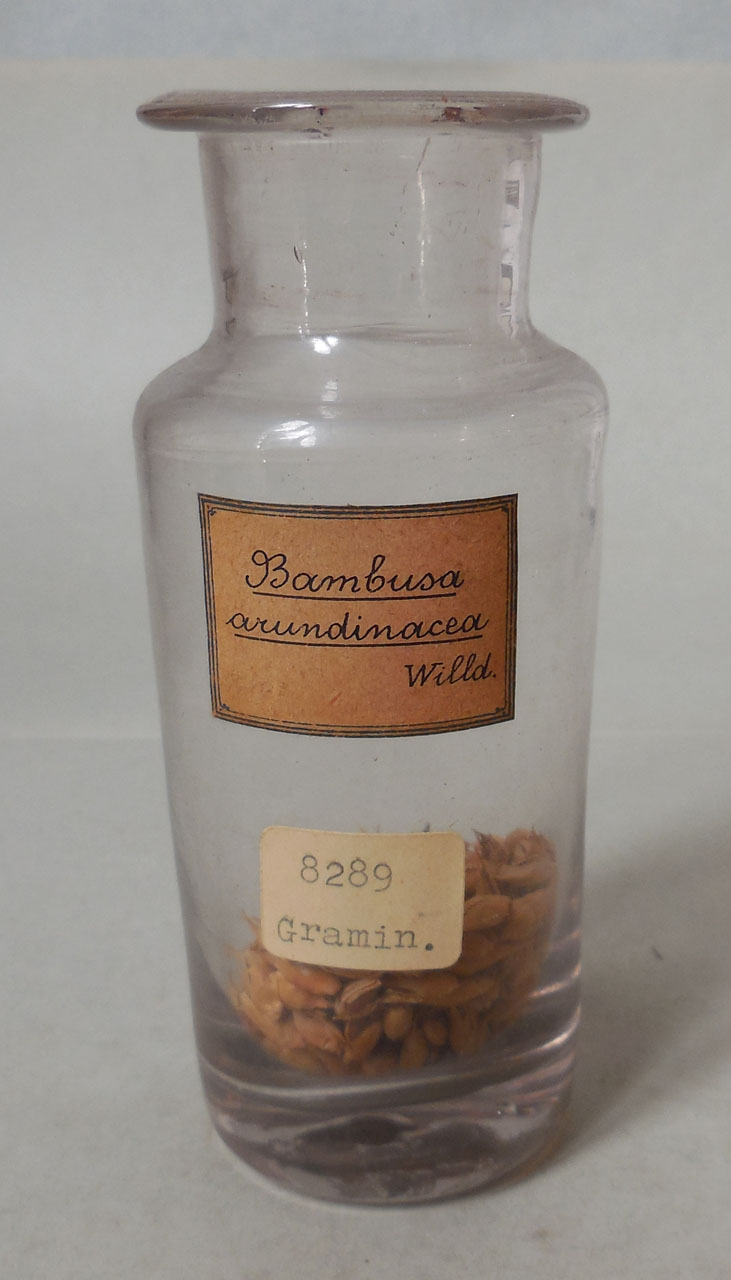 Bambusa
arundinacea
Willd.
8289
Gramin.